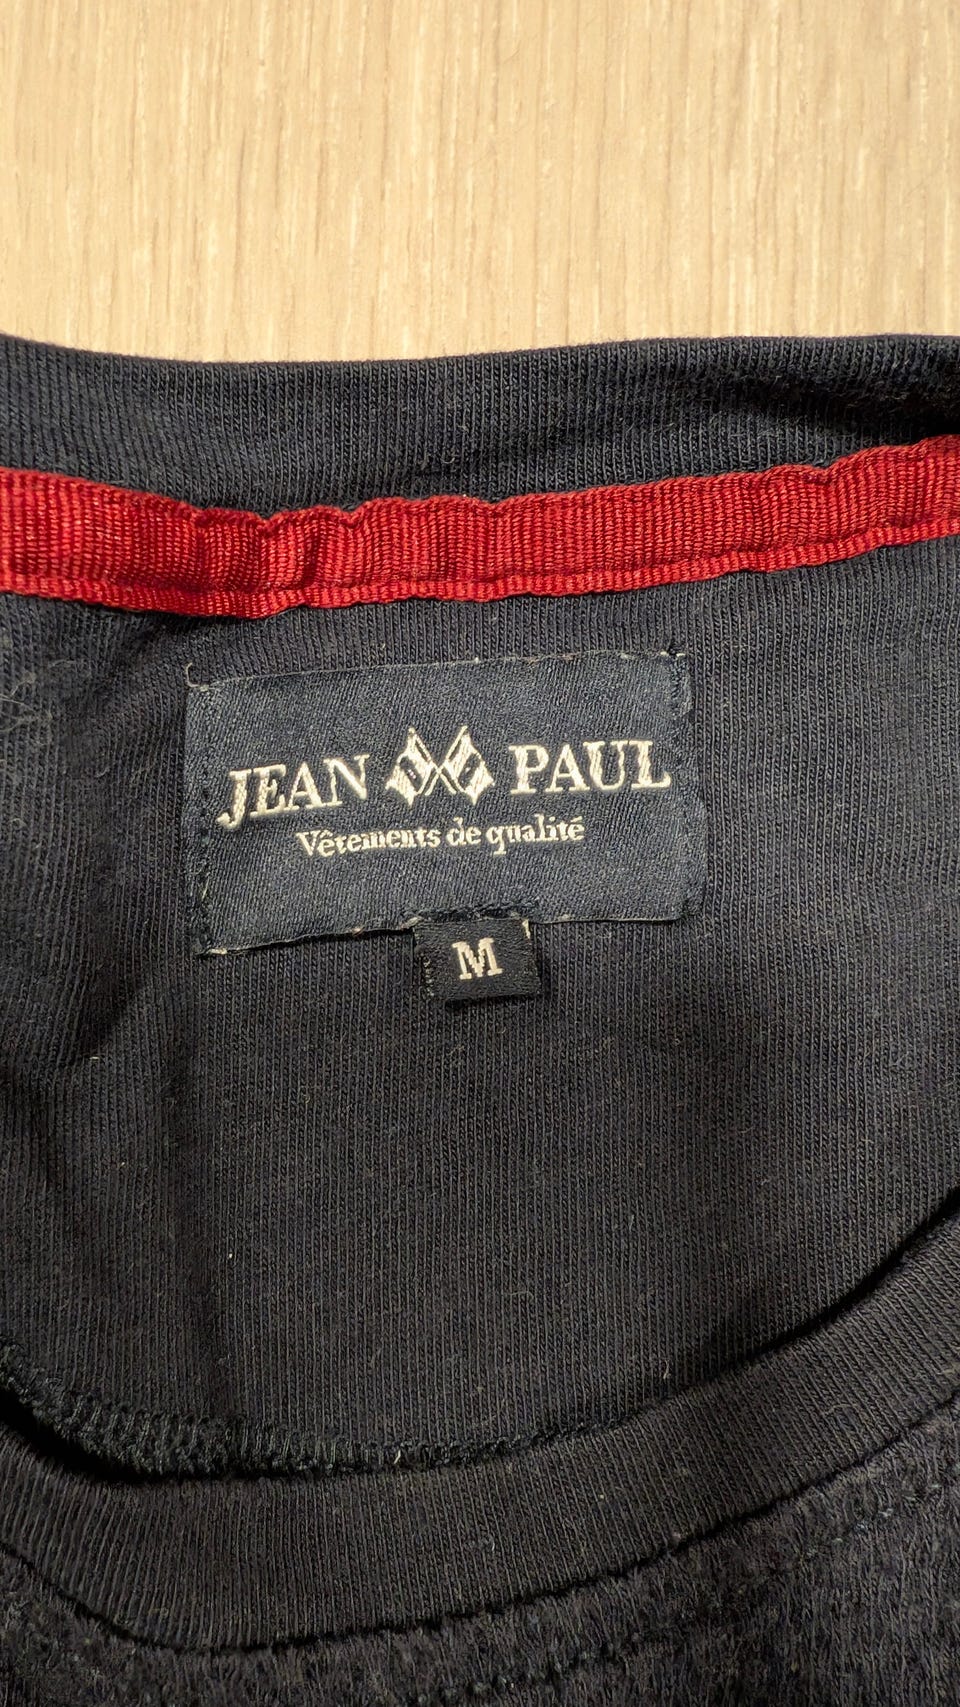 JEAN PAUL
Vêtements de qualité
M